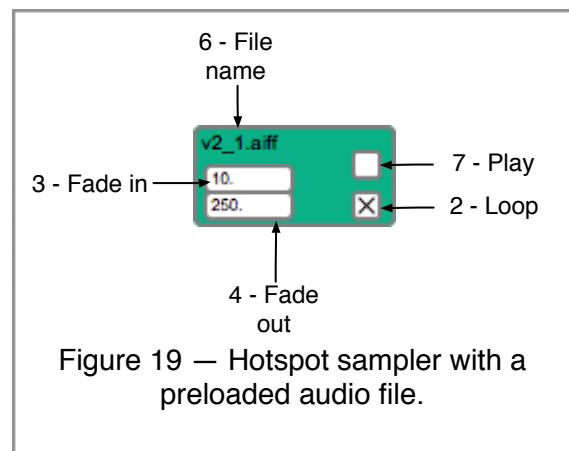 6 - File
name
v2_1.aiff
7 - Play
3 - Fade in
10.
250.
2 - Loop
4 - Fade
out
Figure 19 — Hotspot sampler with a
preloaded audio file.